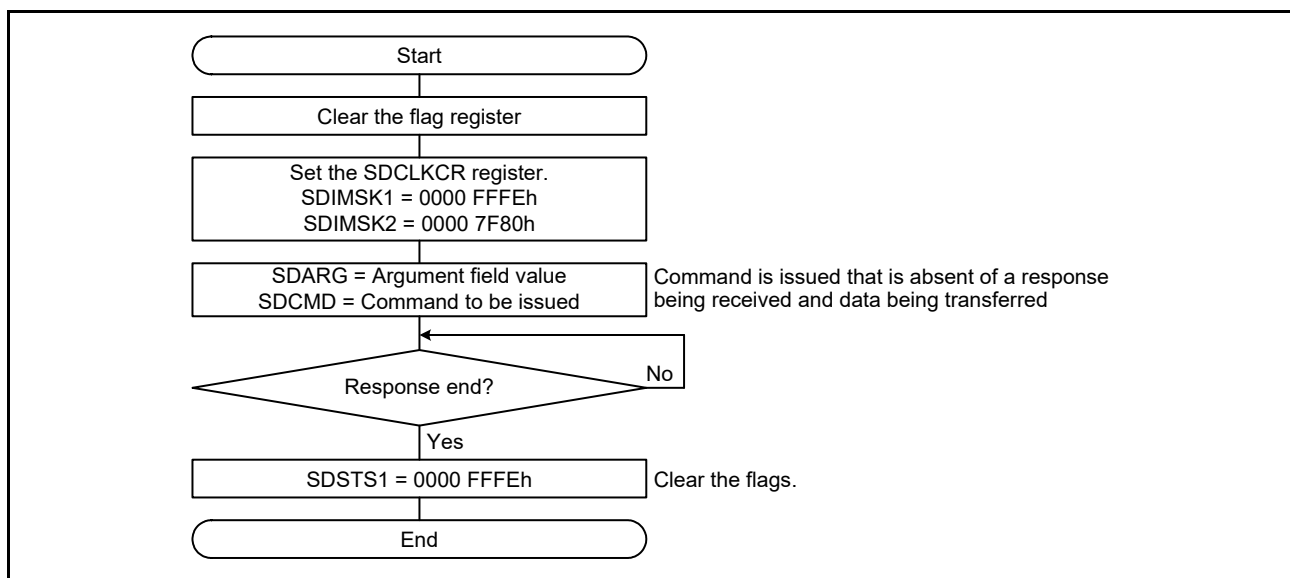 Start
Clear the flag register
Set the SDCLKCR register.
SDIMSK1 = 0000 FFFEh
SDIMSK2 = 0000 7F80h
SDARG = Argument field value
SDCMD = Command to be issued
Command is issued that is absent of a response
being received and data being transferred
Response end?
No
Yes
SDSTS1 = 0000 FFFEh
Clear the flags.
End